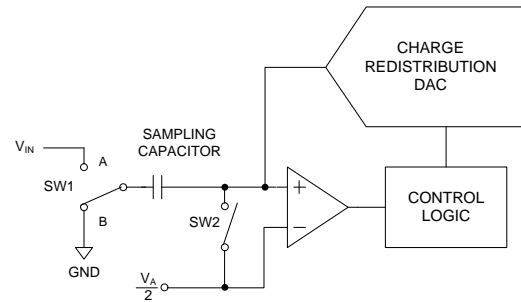 CHARGE
REDISTRIBUTION
DAC
SAMPLING
CAPACITOR
VIN
A
SW1
B
SW2
+
−
CONTROL
LOGIC
GND
VA
2